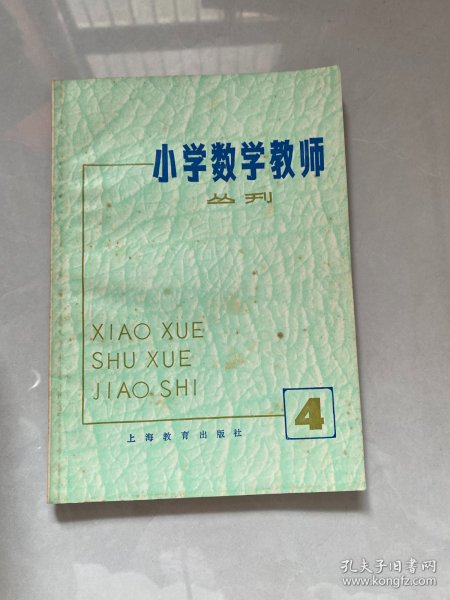 小学数学教师
丛刊
XIAO XUE
SHU XUE
JIAO SHI
4
上海教育出版社
孔夫子旧书网
www.kongfz.com